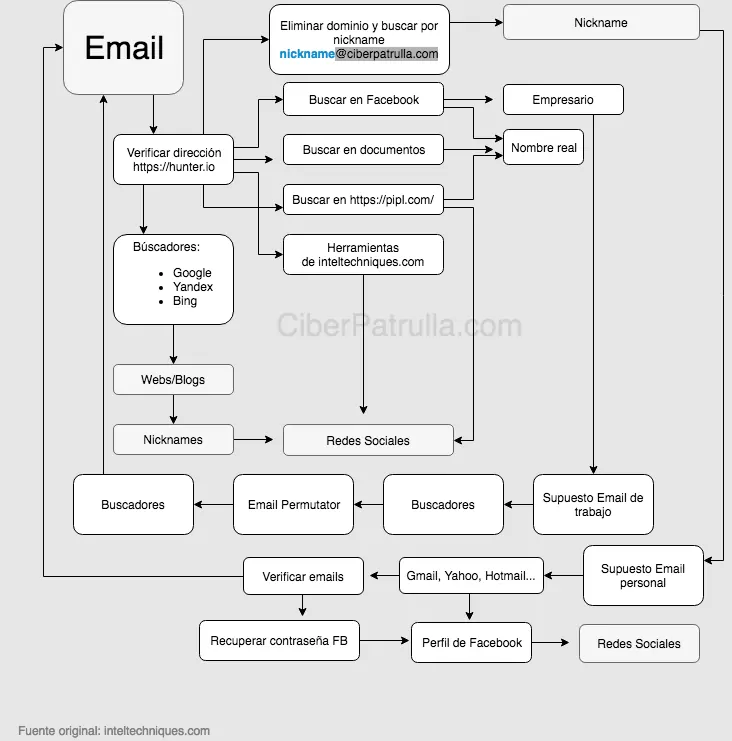 Email
Eliminar dominio y buscar por
nickname
nickname@ciberpatrulla.com
Nickname
Buscar en Facebook
Empresario
Verificar dirección
https://hunter.io
Buscar en documentos
Nombre real
Buscar en https://pipl.com/
Búscadores:
• Google
• Yandex
• Bing
Herramientas
de inteltechniques.com
CiberPatrulla.com
Webs/Blogs
Nicknames
Redes Sociales
Buscadores
Email Permutator
Buscadores
Supuesto Email de
trabajo
Verificar emails
Gmail, Yahoo, Hotmail...
Supuesto Email
personal
Recuperar contraseña FB
Perfil de Facebook
Redes Sociales
Fuente original: inteltechniques.com